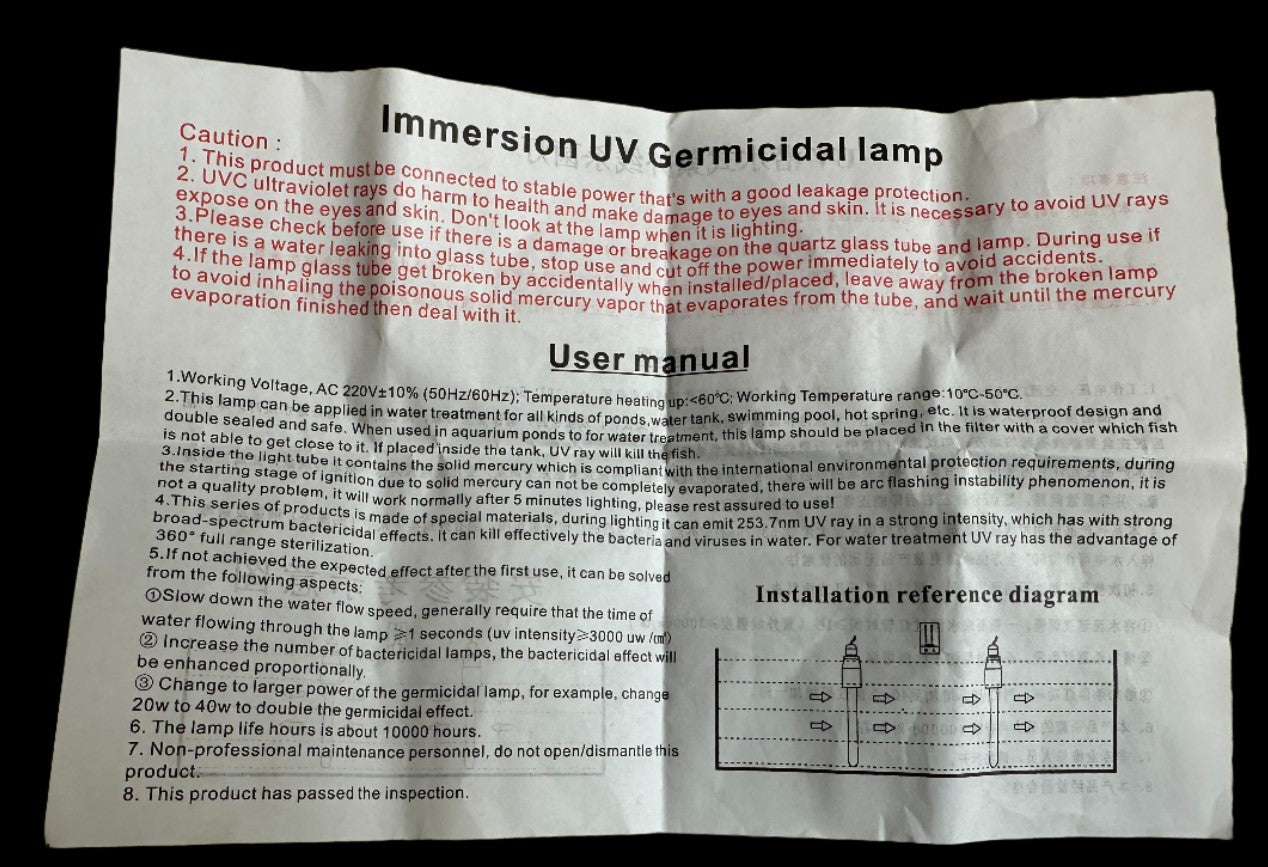 Immersion UV Germicidal lamp
Caution :
1. This product must be connected to stable power that's with a good leakage protection.
2. UVC ultraviolet rays do harm to health and make damage to eyes and skin. It is necessary to avoid UV rays
expose on the eyes and skin. Don't look at the lamp when it is lighting.
3.Please check before use if there is a damage or breakage on the quartz glass tube and lamp. During use if
there is a water leaking into glass tube, stop use and cut off the power immediately to avoid accidents.
4.If the lamp glass tube get broken by accidentally when installed/placed, leave away from the broken lamp
to avoid inhaling the poisonous solid mercury vapor that evaporates from the tube, and wait until the mercury
evaporation finished then deal with it.
User manual
1.Working Voltage, AC 220V±10% (50Hz/60Hz); Temperature heating up:<60℃; Working Temperature range:10℃-50℃.
2.This lamp can be applied in water treatment for all kinds of ponds,water tank, swimming pool, hot spring, etc. It is waterproof design and
double sealed and safe. When used in aquarium ponds to for water treatment, this lamp should be placed in the filter with a cover which fish
is not able to get close to it. If placed inside the tank, UV ray will kill the fish.
3.Inside the light tube it contains the solid mercury which is compliant with the international environmental protection requirements, during
the starting stage of ignition due to solid mercury can not be completely evaporated, there will be arc flashing instability phenomenon, it is
not a quality problem, it will work normally after 5 minutes lighting, please rest assured to use!
4.This series of products is made of special materials, during lighting it can emit 253.7nm UV ray in a strong intensity, which has with strong
broad-spectrum bactericidal effects. it can kill effectively the bacteria and viruses in water. For water treatment UV ray has the advantage of
360° full range sterilization.
5.If not achieved the expected effect after the first use, it can be solved
from the following aspects:
①Slow down the water flow speed, generally require that the time of
water flowing through the lamp ≥1 seconds (uv intensity≥3000 uw /㎠)
② Increase the number of bactericidal lamps, the bactericidal effect will
be enhanced proportionally.
③ Change to larger power of the germicidal lamp, for example, change
20w to 40w to double the germicidal effect.
6. The lamp life hours is about 10000 hours.
7. Non-professional maintenance personnel, do not open/dismantle this
product.
8. This product has passed the inspection.
Installation reference diagram